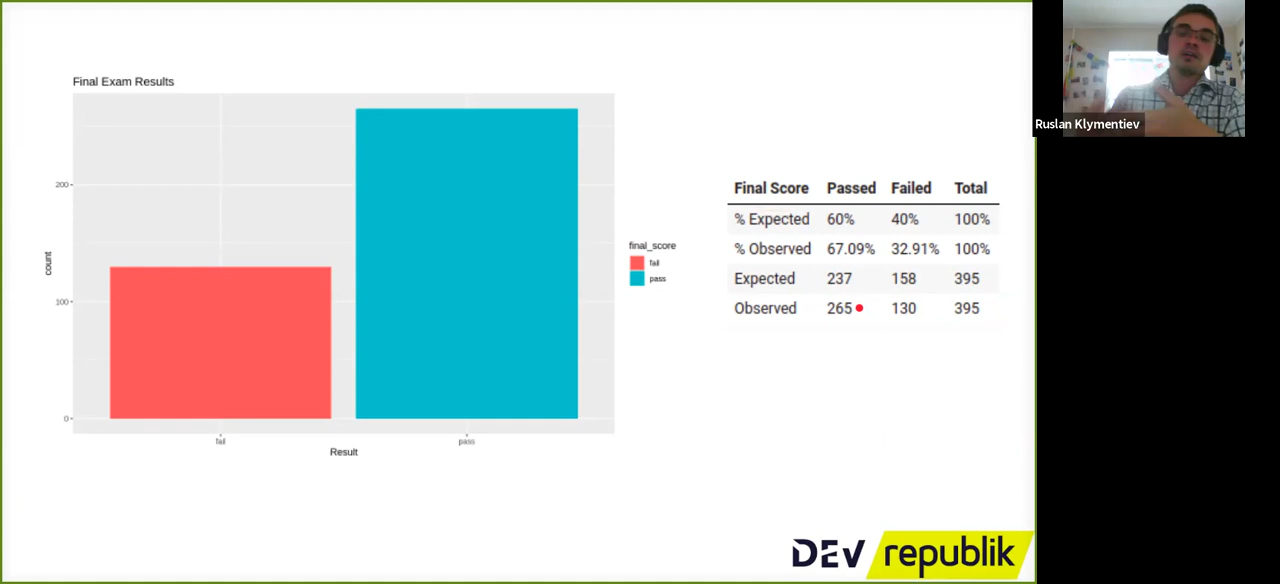 Final Exam Results
200
100
0
count
fail
pass
Result
final_score
fail
pass
Final Score Passed Failed Total
% Expected 60% 40% 100%
% Observed 67.09% 32.91% 100%
Expected 237 158 395
Observed 265 130 395
Ruslan Klymentiev
DEV republik